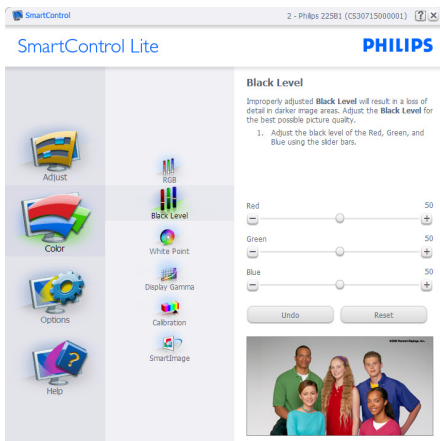 SmartControl
2 - Philips 225B1 (CS30715000001)
?
SmartControl Lite
PHILIPS
Adjust
Color
Options
Help
RGB
Black Level
White Point
Display Gamma
Calibration
SmartImage
Black Level
Improperly adjusted Black Level will result in a loss of
detail in darker image areas. Adjust the Black Level for
the best possible picture quality.
1. Adjust the black level of the Red, Green, and
Blue using the slider bars.
Red 50
Green 50
Blue 50
Undo Reset